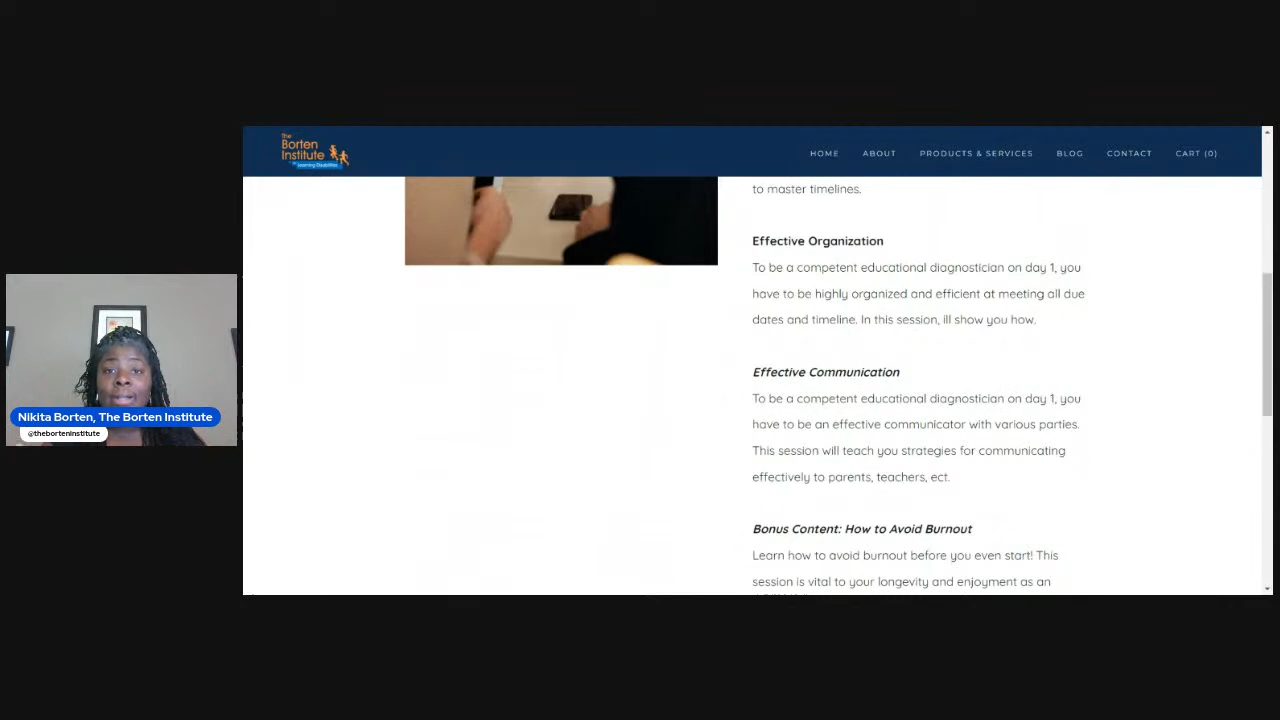 The
Borten
Institute
Learning Disabilities
HOME ABOUT PRODUCTS & SERVICES BLOG CONTACT CART (0)
to master timelines.
Effective Organization
To be a competent educational diagnostician on day 1, you
have to be highly organized and efficient at meeting all due
dates and timeline. In this session, ill show you how.
Effective Communication
To be a competent educational diagnostician on day 1, you
have to be an effective communicator with various parties.
This session will teach you strategies for communicating
effectively to parents, teachers, ect.
Bonus Content: How to Avoid Burnout
Learn how to avoid burnout before you even start! This
session is vital to your longevity and enjoyment as an
Nikita Borten, The Borten Institute
@theborteninstitute